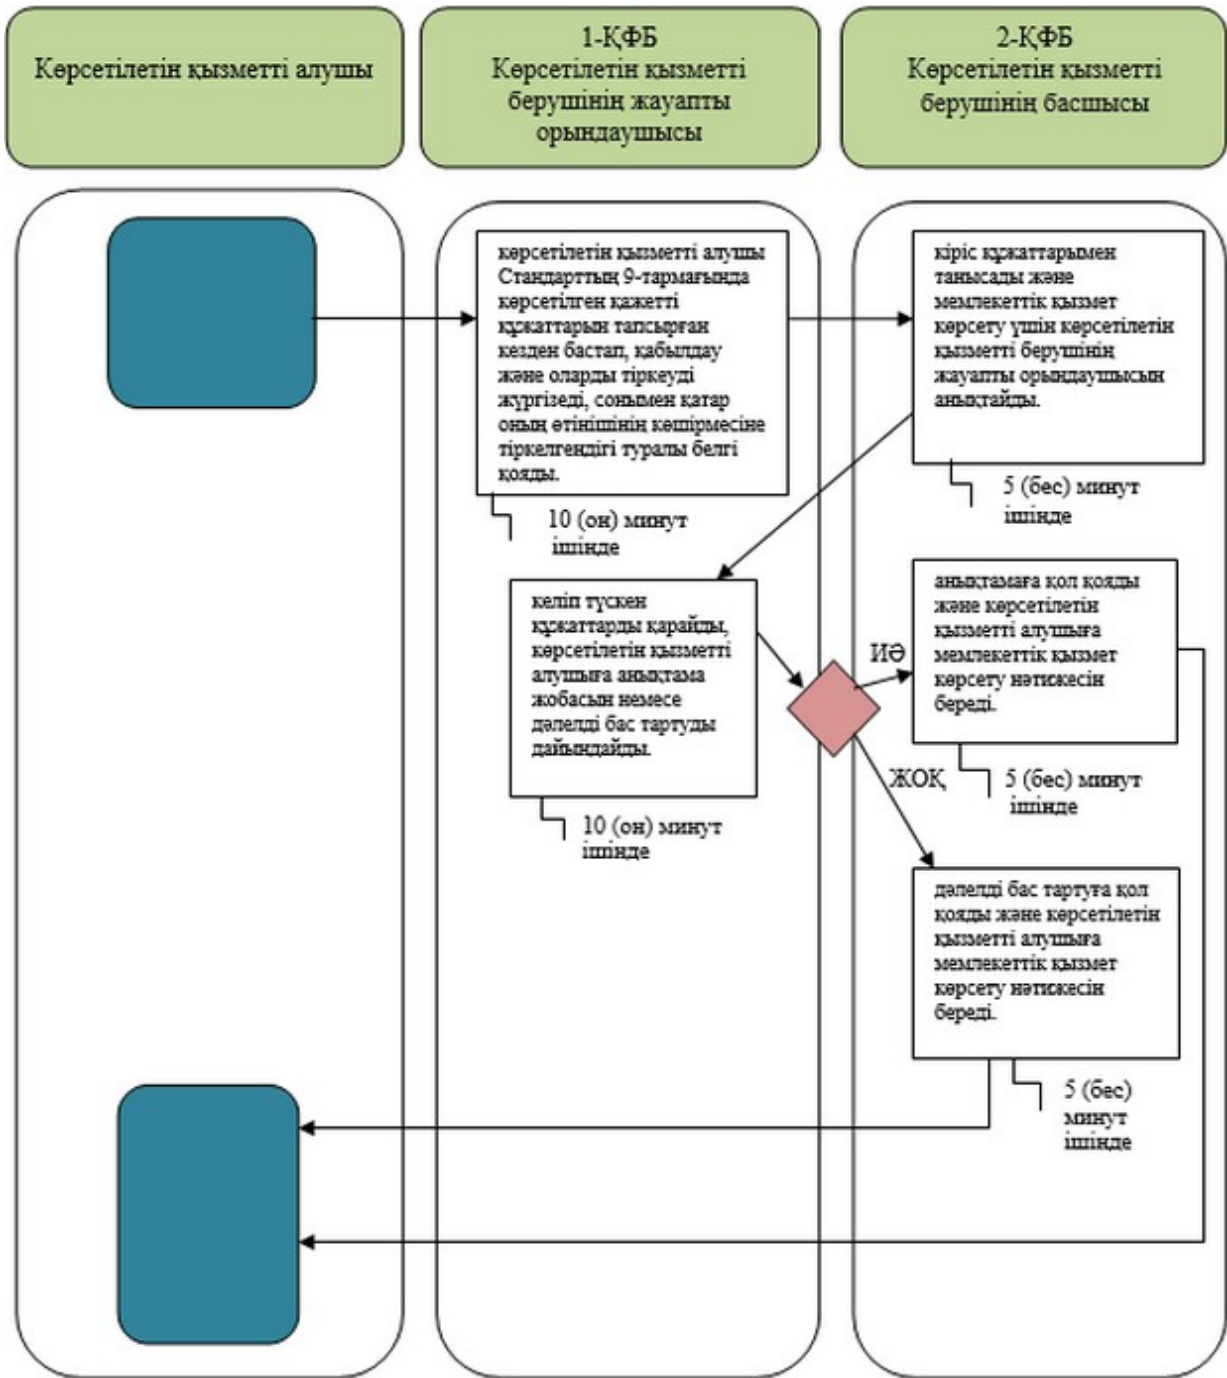 Көрсетілетін қызметті алушы
1-ҚФБ
Көрсетілетін қызметті
берушінің жауапты
орындаушысы
2-ҚФБ
Көрсетілетін қызметті
берушінің басшысы
көрсетілетін қызметті алушы
Стандарттың 9-тармағында
көрсетілген қажетті
құжаттарын тапсырған
кезден бастап, қабылдау
және оларды тіркеуді
жүргізеді, сонымен қатар
оның өтінішінің көшірмесіне
тіркелгендігі туралы белгі
қояды.
10 (он) минут
ішінде
кіріс құжаттарымен
танысады және
мемлекеттік қызмет
көрсету үшін көрсетілетін
қызметті берушінің
жауапты орындаушысын
анықтайды.
5 (бес) минут
ішінде
келіп түскен
құжаттарды қарайды,
көрсетілетін қызметті
алушыға анықтама
жобасын немесе
дәлелді бас тартуды
дайындайды.
10 (он) минут
ішінде
ИӘ
анықтамаға қол қояды
және көрсетілетін
қызметті алушыға
мемлекеттік қызмет
көрсету нәтижесін
береді.
5 (бес) минут
ішінде
ЖОҚ
дәлелді бас тартуға қол
қояды және көрсетілетін
қызметті алушыға
мемлекеттік қызмет
көрсету нәтижесін
береді.
5 (бес)
минут
ішінде